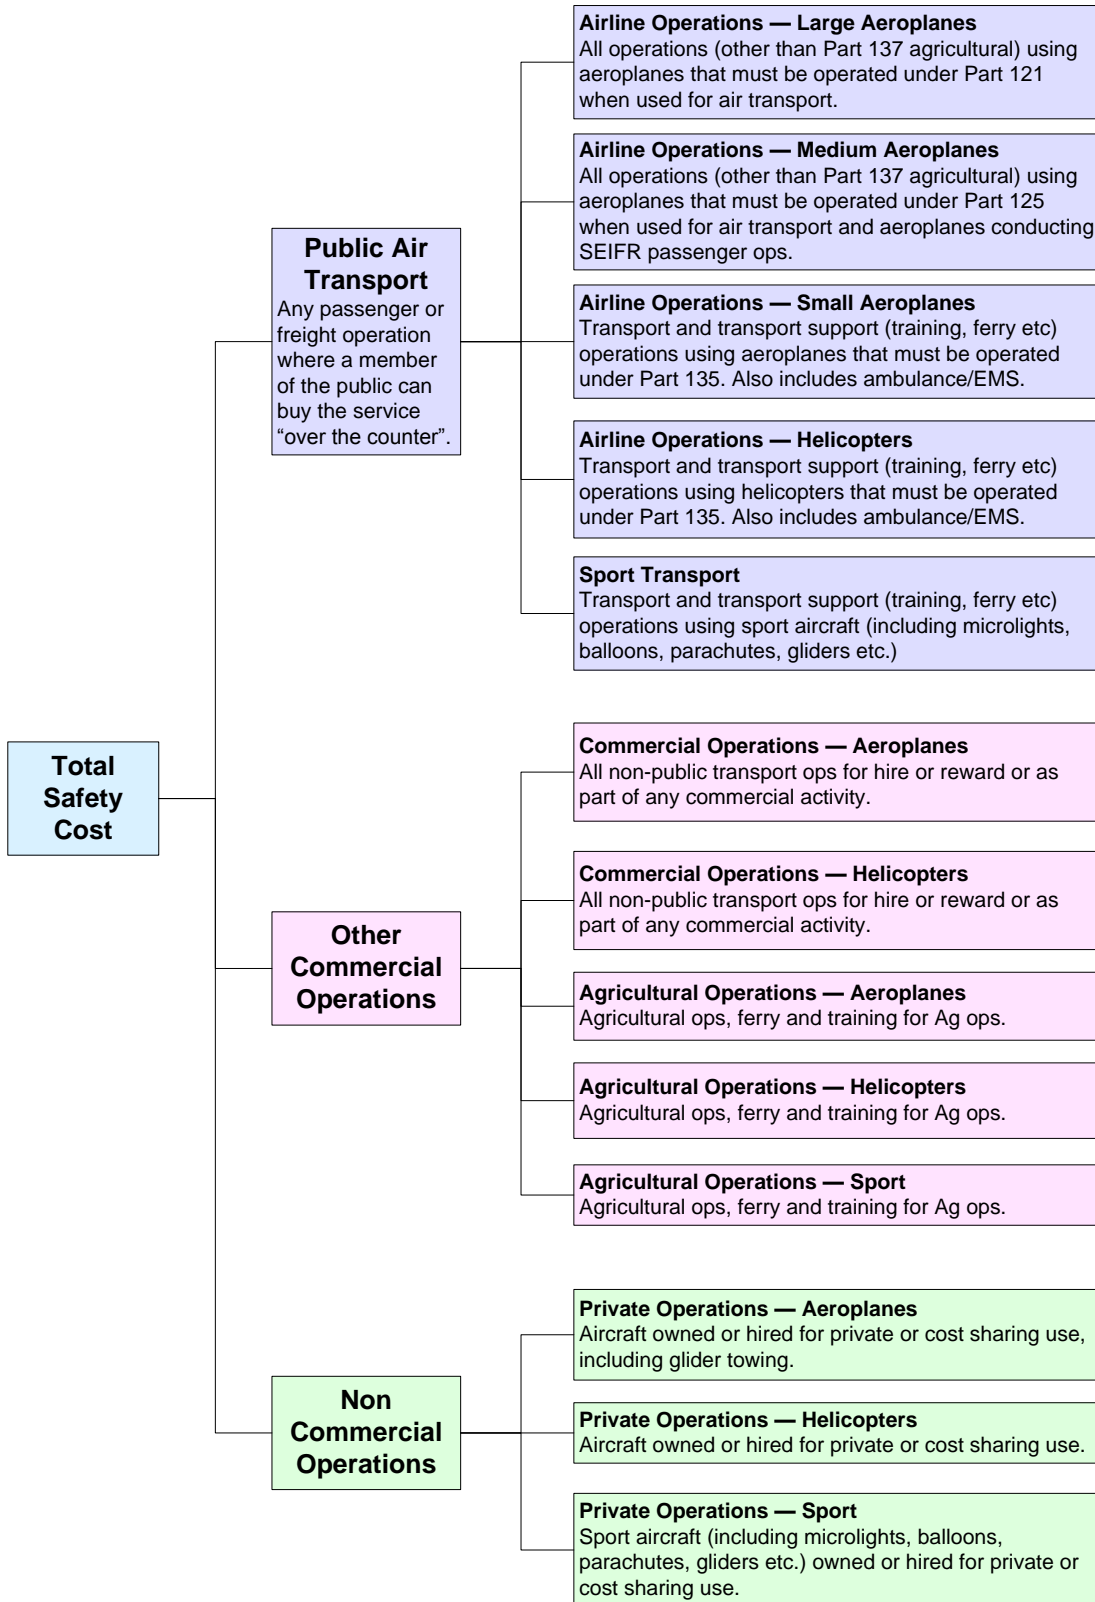 Total
Safety
Cost
Public Air
Transport
Any passenger or
freight operation
where a member
of the public can
buy the service
“over the counter”.
Airline Operations — Large Aeroplanes
All operations (other than Part 137 agricultural) using
aeroplanes that must be operated under Part 121
when used for air transport.
Airline Operations — Medium Aeroplanes
All operations (other than Part 137 agricultural) using
aeroplanes that must be operated under Part 125
when used for air transport and aeroplanes conducting
SEIFR passenger ops.
Airline Operations — Small Aeroplanes
Transport and transport support (training, ferry etc)
operations using aeroplanes that must be operated
under Part 135. Also includes ambulance/EMS.
Airline Operations — Helicopters
Transport and transport support (training, ferry etc)
operations using helicopters that must be operated
under Part 135. Also includes ambulance/EMS.
Sport Transport
Transport and transport support (training, ferry etc)
operations using sport aircraft (including microlights,
balloons, parachutes, gliders etc.)
Other
Commercial
Operations
Commercial Operations — Aeroplanes
All non-public transport ops for hire or reward or as
part of any commercial activity.
Commercial Operations — Helicopters
All non-public transport ops for hire or reward or as
part of any commercial activity.
Agricultural Operations — Aeroplanes
Agricultural ops, ferry and training for Ag ops.
Agricultural Operations — Helicopters
Agricultural ops, ferry and training for Ag ops.
Agricultural Operations — Sport
Agricultural ops, ferry and training for Ag ops.
Non
Commercial
Operations
Private Operations — Aeroplanes
Aircraft owned or hired for private or cost sharing use,
including glider towing.
Private Operations — Helicopters
Aircraft owned or hired for private or cost sharing use.
Private Operations — Sport
Sport aircraft (including microlights, balloons,
parachutes, gliders etc.) owned or hired for private or
cost sharing use.